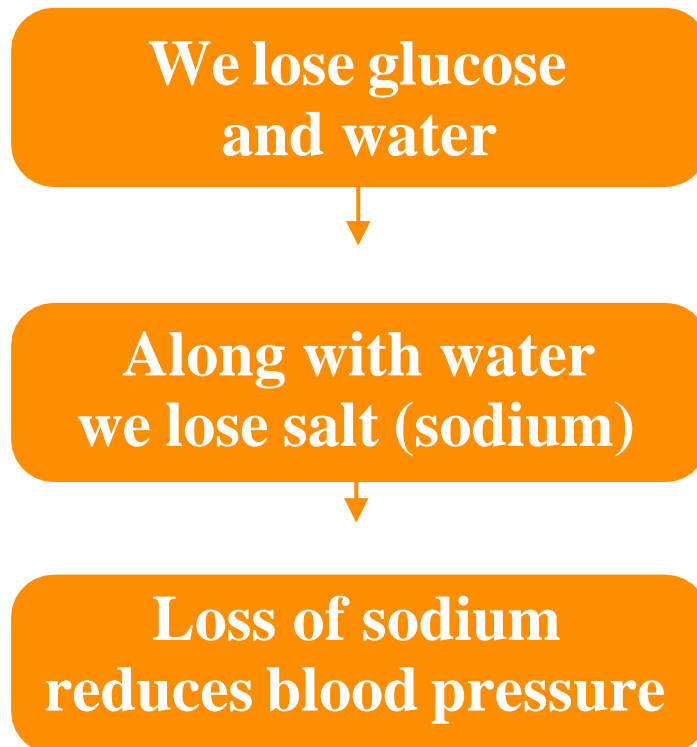 We lose glucose
and water
Along with water
we lose salt (sodium)
Loss of sodium
reduces blood pressure